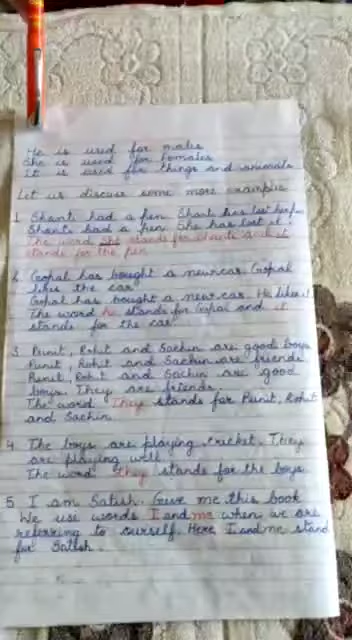 He is used for males
She is used for females
It is used for things and animals
Let us discuss some more examples
1. Shanti had a pen. Shanti has lost her pen.
Shanti had a pen. She has lost it.
The word She stands for Shanti and it
stands for the pen
2. Gopal has bought a new car. Gopal
likes the car.
Gopal has bought a new car. He likes it
The word he stands for Gopal and it
stands for the car
3. Punit, Rohit and Sachin are good boys
Punit, Rohit and Sachin are friends
Punit, Rohit and Sachin are good
boys. They are friends.
The word They stands for Punit, Rohit
and Sachin
4. The boys are playing cricket. They
are playing well.
The word they stands for the boys.
5. I am Satish. Give me this book
We use words I and me when we are
referring to ourself. Here I and me stand
for Satish.